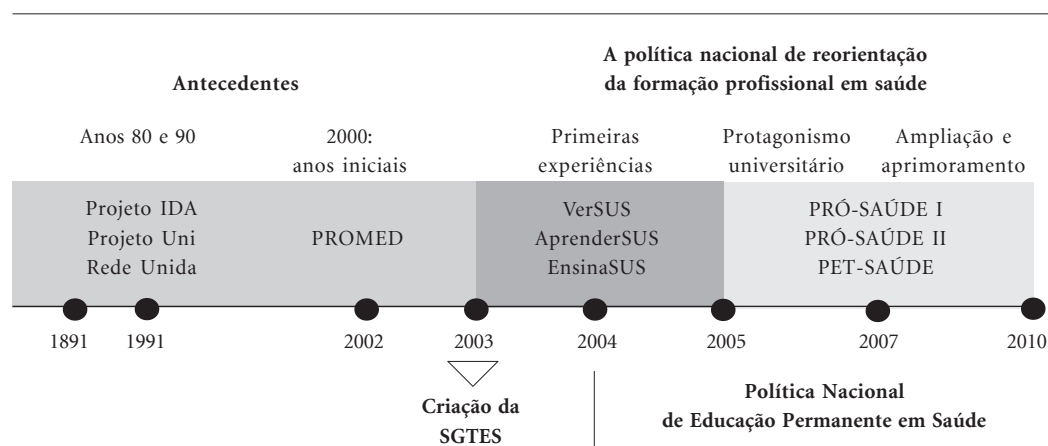 Antecedentes
A política nacional de reorientação
da formação profissional em saúde
Anos 80 e 90
2000:
anos iniciais
Primeiras
experiências
Protagonismo
universitário
Ampliação e
aprimoramento
Projeto IDA
Projeto Uni
Rede Unida
PROMED
VerSUS
AprenderSUS
EnsinaSUS
PRÓ-SAÚDE I
PRÓ-SAÚDE II
PET-SAÚDE
1891
1991
2002
2003
2004
2005
2007
2010
Criação da
SGTES
Política Nacional
de Educação Permanente em Saúde